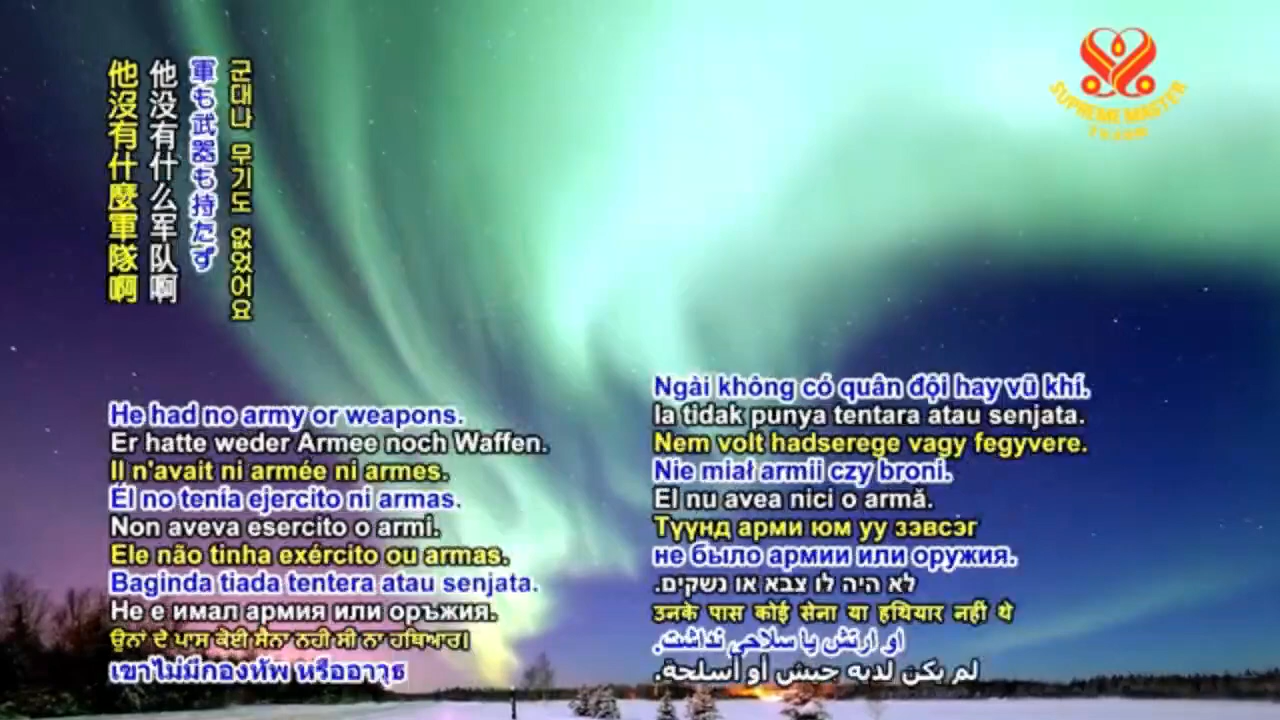 他沒有什麼軍隊啊
他没有什么军队啊
軍も武器も持たず
군대나 무기도 없었어요
SUPREME MASTER
He had no army or weapons.
Er hatte weder Armee noch Waffen.
Il n'avait ni armée ni armes.
Él no tenía ejercito ni armas.
Non aveva esercito o armi.
Ele não tinha exército ou armas.
Baginda tiada tentera atau senjata.
Не е имал армия или оръжия.
ਉਨਾਂ ਦੇ ਪਾਸ ਕੋਈ ਸੈਨਾ ਨਹੀ ਸੀ ਨਾ ਹਥਿਆਰ।
เขาไม่มีกองทัพ หรืออาวุธ
Ngài không có quân đội hay vũ khí.
Ia tidak punya tentara atau senjata.
Nem volt hadserege vagy fegyvere.
Nie miał armii czy broni.
El nu avea nici o armă.
Түүнд арми юм уу зэвсэг
не было армии или оружия.
לא היה לו צבא או נשקים.
उनके पास कोई सेना या हथियार नहीं थे
او ارتش یا سلاحی نداشت.
لم يكن لديه جيش أو أسلحة.